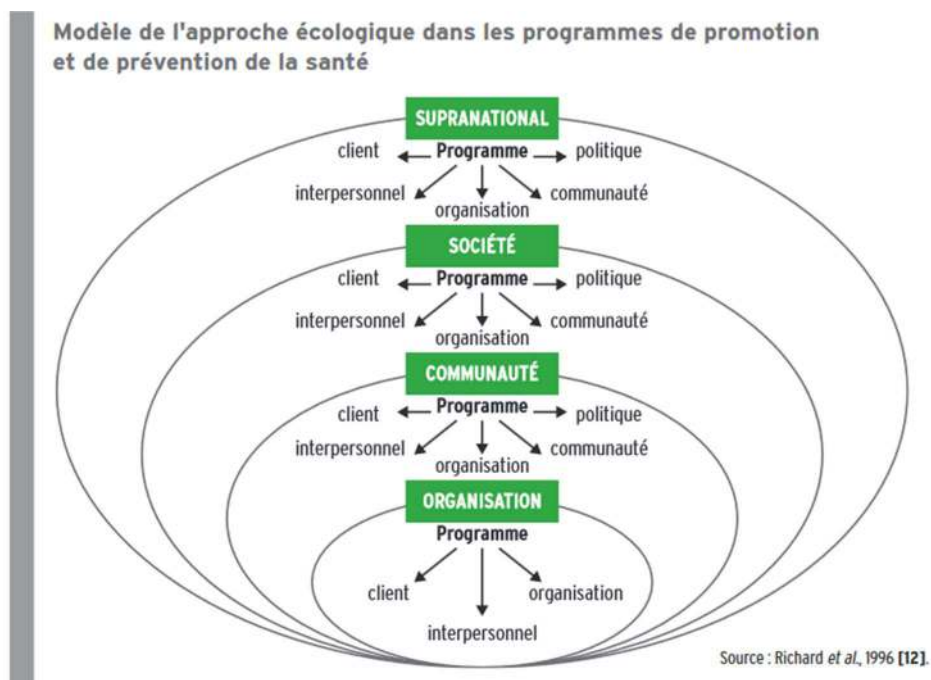 Modèle de l'approche écologique dans les programmes de promotion
et de prévention de la santé
SUPRANATIONAL
client Programme politique
interpersonnel communauté
organisation
SOCIÉTÉ
client Programme politique
interpersonnel communauté
organisation
COMMUNAUTÉ
client Programme politique
interpersonnel communauté
organisation
ORGANISATION
Programme
client organisation
interpersonnel
Source : Richard et al., 1996 [12].